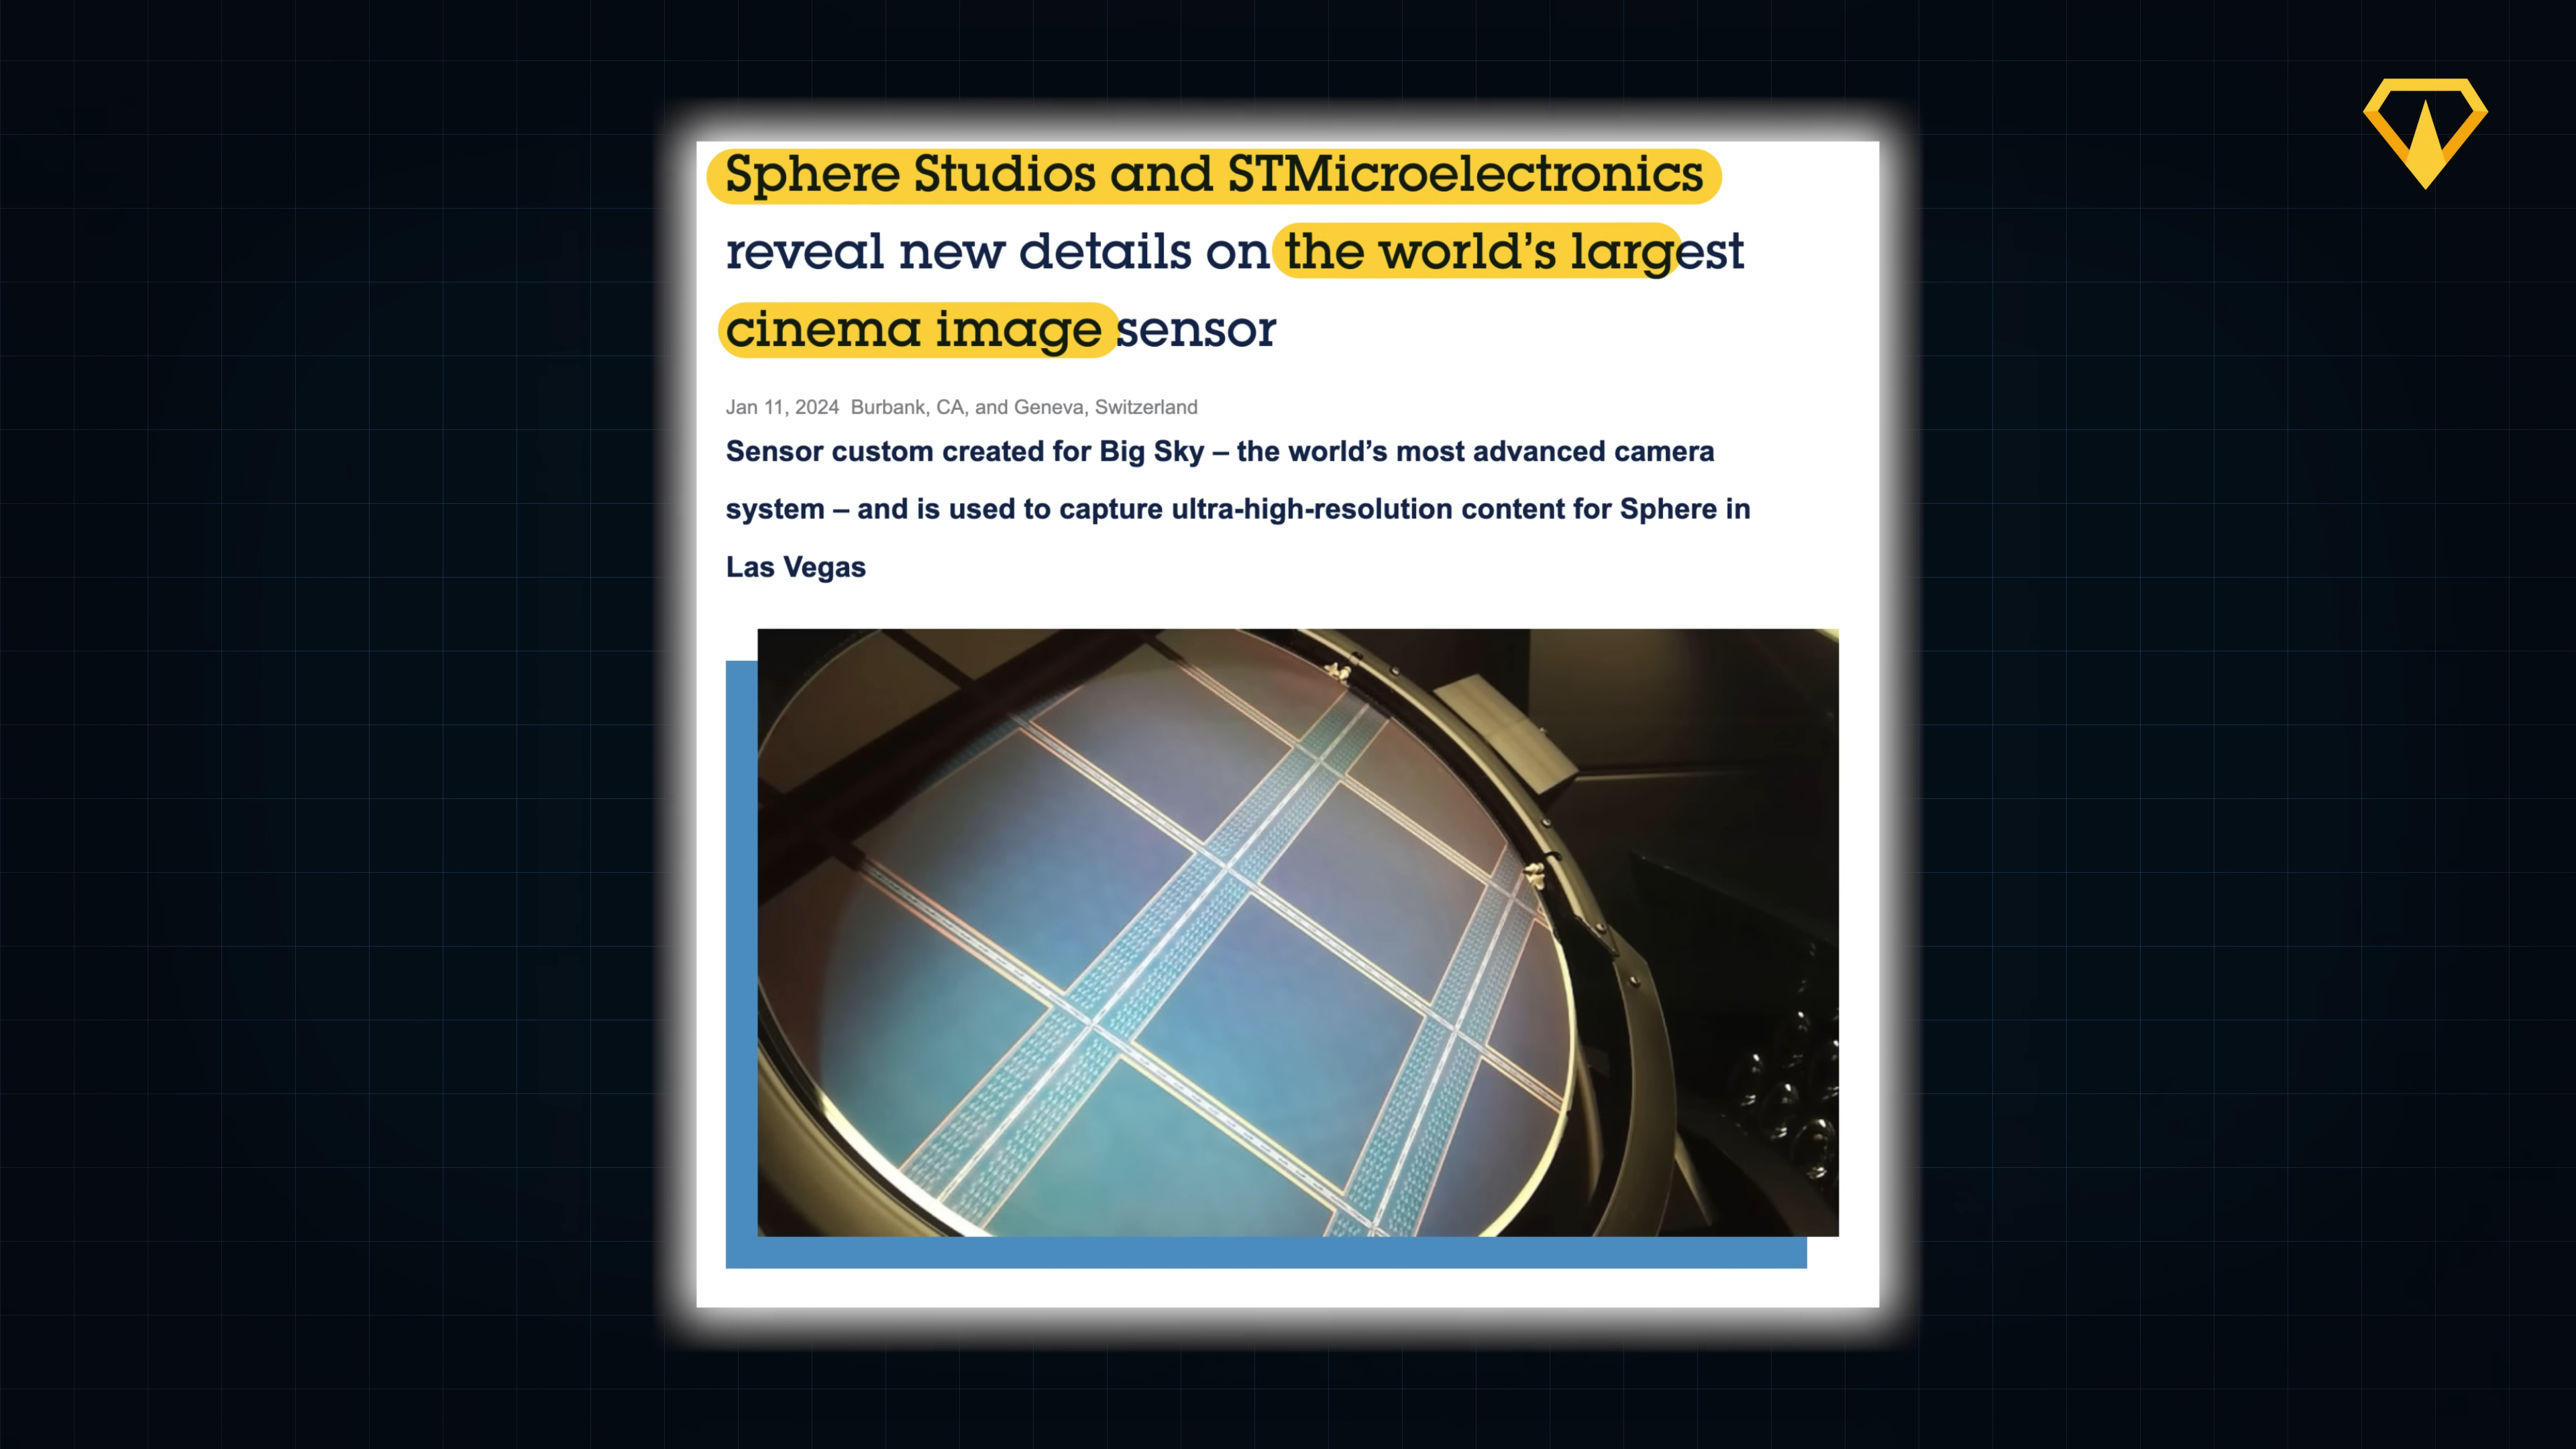 Sphere Studios and STMicroelectronics
reveal new details on the world’s largest
cinema image sensor
Jan 11, 2024  Burbank, CA, and Geneva, Switzerland
Sensor custom created for Big Sky – the world’s most advanced camera
system – and is used to capture ultra-high-resolution content for Sphere in
Las Vegas